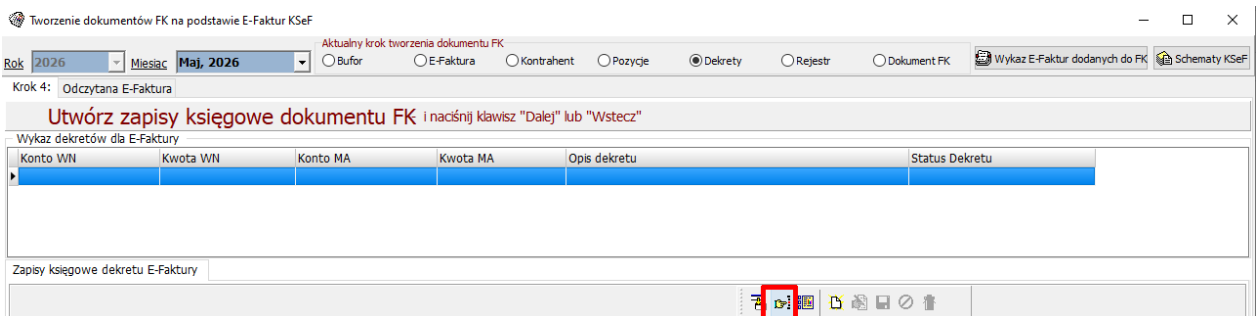 Tworzenie dokumentów FK na podstawie E-Faktur KSeF
Aktualny krok tworzenia dokumentu FK
Rok 2026 Miesiąc Maj, 2026 Bufor E-Faktura Kontrahent Pozycje Dekrety Rejestr Dokument FK Wykaz E-Faktur dodanych do FK Schematy KSeF
Krok 4: Odczytana E-Faktura
Utwórz zapisy księgowe dokumentu FK i naciśnij klawisz "Dalej" lub "Wstecz"
Wykaz dekretów dla E-Faktury
Konto WN Kwota WN Konto MA Kwota MA Opis dekretu Status Dekretu
Zapisy księgowe dekretu E-Faktury